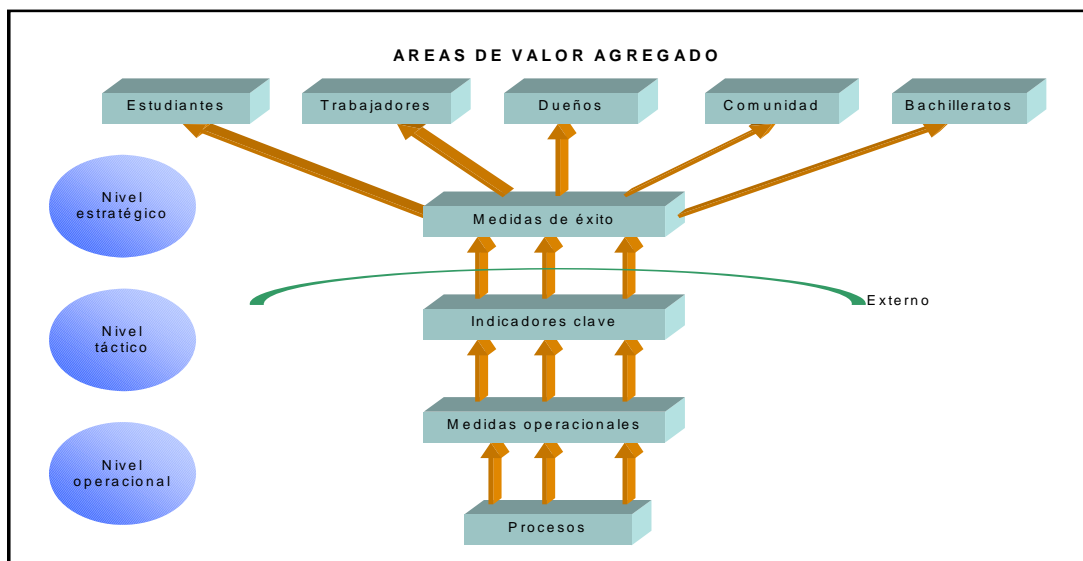 AREAS DE VALOR AGREGADO
Estudiantes
Trabajadores
Dueños
Comunidad
Bachilleratos
Nivel
estratégico
Medidas de éxito
Externo
Indicadores clave
Nivel
táctico
Medidas operacionales
Nivel
operacional
Procesos